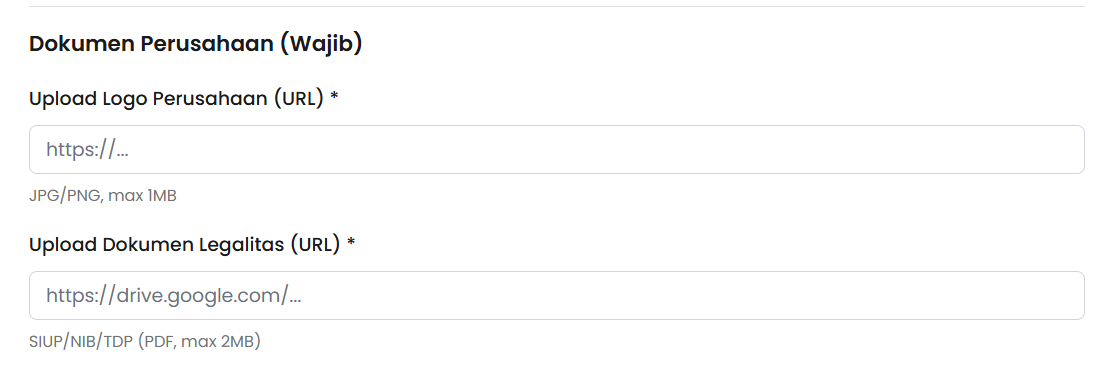 Dokumen Perusahaan (Wajib)
Upload Logo Perusahaan (URL) *
https://...
JPG/PNG, max 1MB
Upload Dokumen Legalitas (URL) *
https://drive.google.com/...
SIUP/NIB/TDP (PDF, max 2MB)